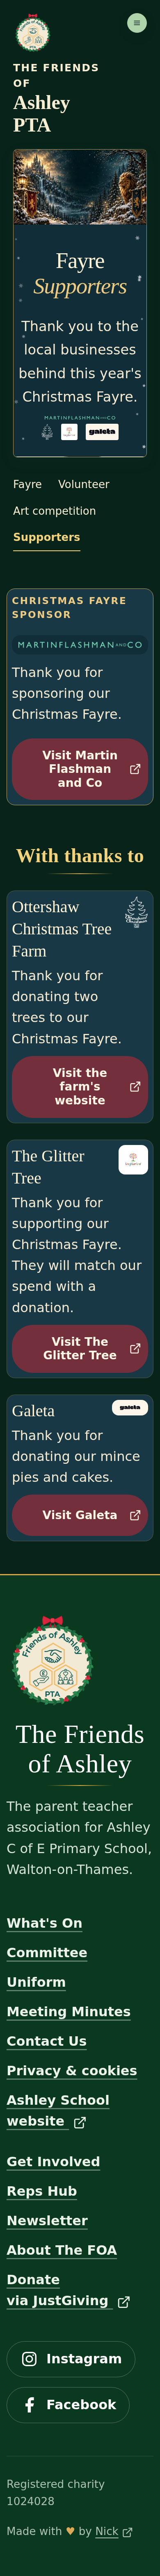 THE FRIENDS
OF
Ashley
PTA
Fayre
Supporters
Thank you to the
local businesses
behind this year's
Christmas Fayre.
MARTINFLASHMANANDCO
galeta
Fayre
Volunteer
Art competition
Supporters
CHRISTMAS FAYRE
SPONSOR
MARTINFLASHMANANDCO
Thank you for
sponsoring our
Christmas Fayre.
Visit Martin
Flashman
and Co
With thanks to
Ottershaw
Christmas Tree
Farm
Thank you for
donating two
trees to our
Christmas Fayre.
Visit the
farm's
website
The Glitter
Tree
Thank you for
supporting our
Christmas Fayre.
They will match our
spend with a
donation.
Visit The
Glitter Tree
Galeta
galeta
Thank you for
donating our mince
pies and cakes.
Visit Galeta
Friends of Ashley
PTA
The Friends
of Ashley
The parent teacher
association for Ashley
C of E Primary School,
Walton-on-Thames.
What's On
Committee
Uniform
Meeting Minutes
Contact Us
Privacy & cookies
Ashley School
website
Get Involved
Reps Hub
Newsletter
About The FOA
Donate
via JustGiving
Instagram
Facebook
Registered charity
1024028
Made with ♥ by Nick